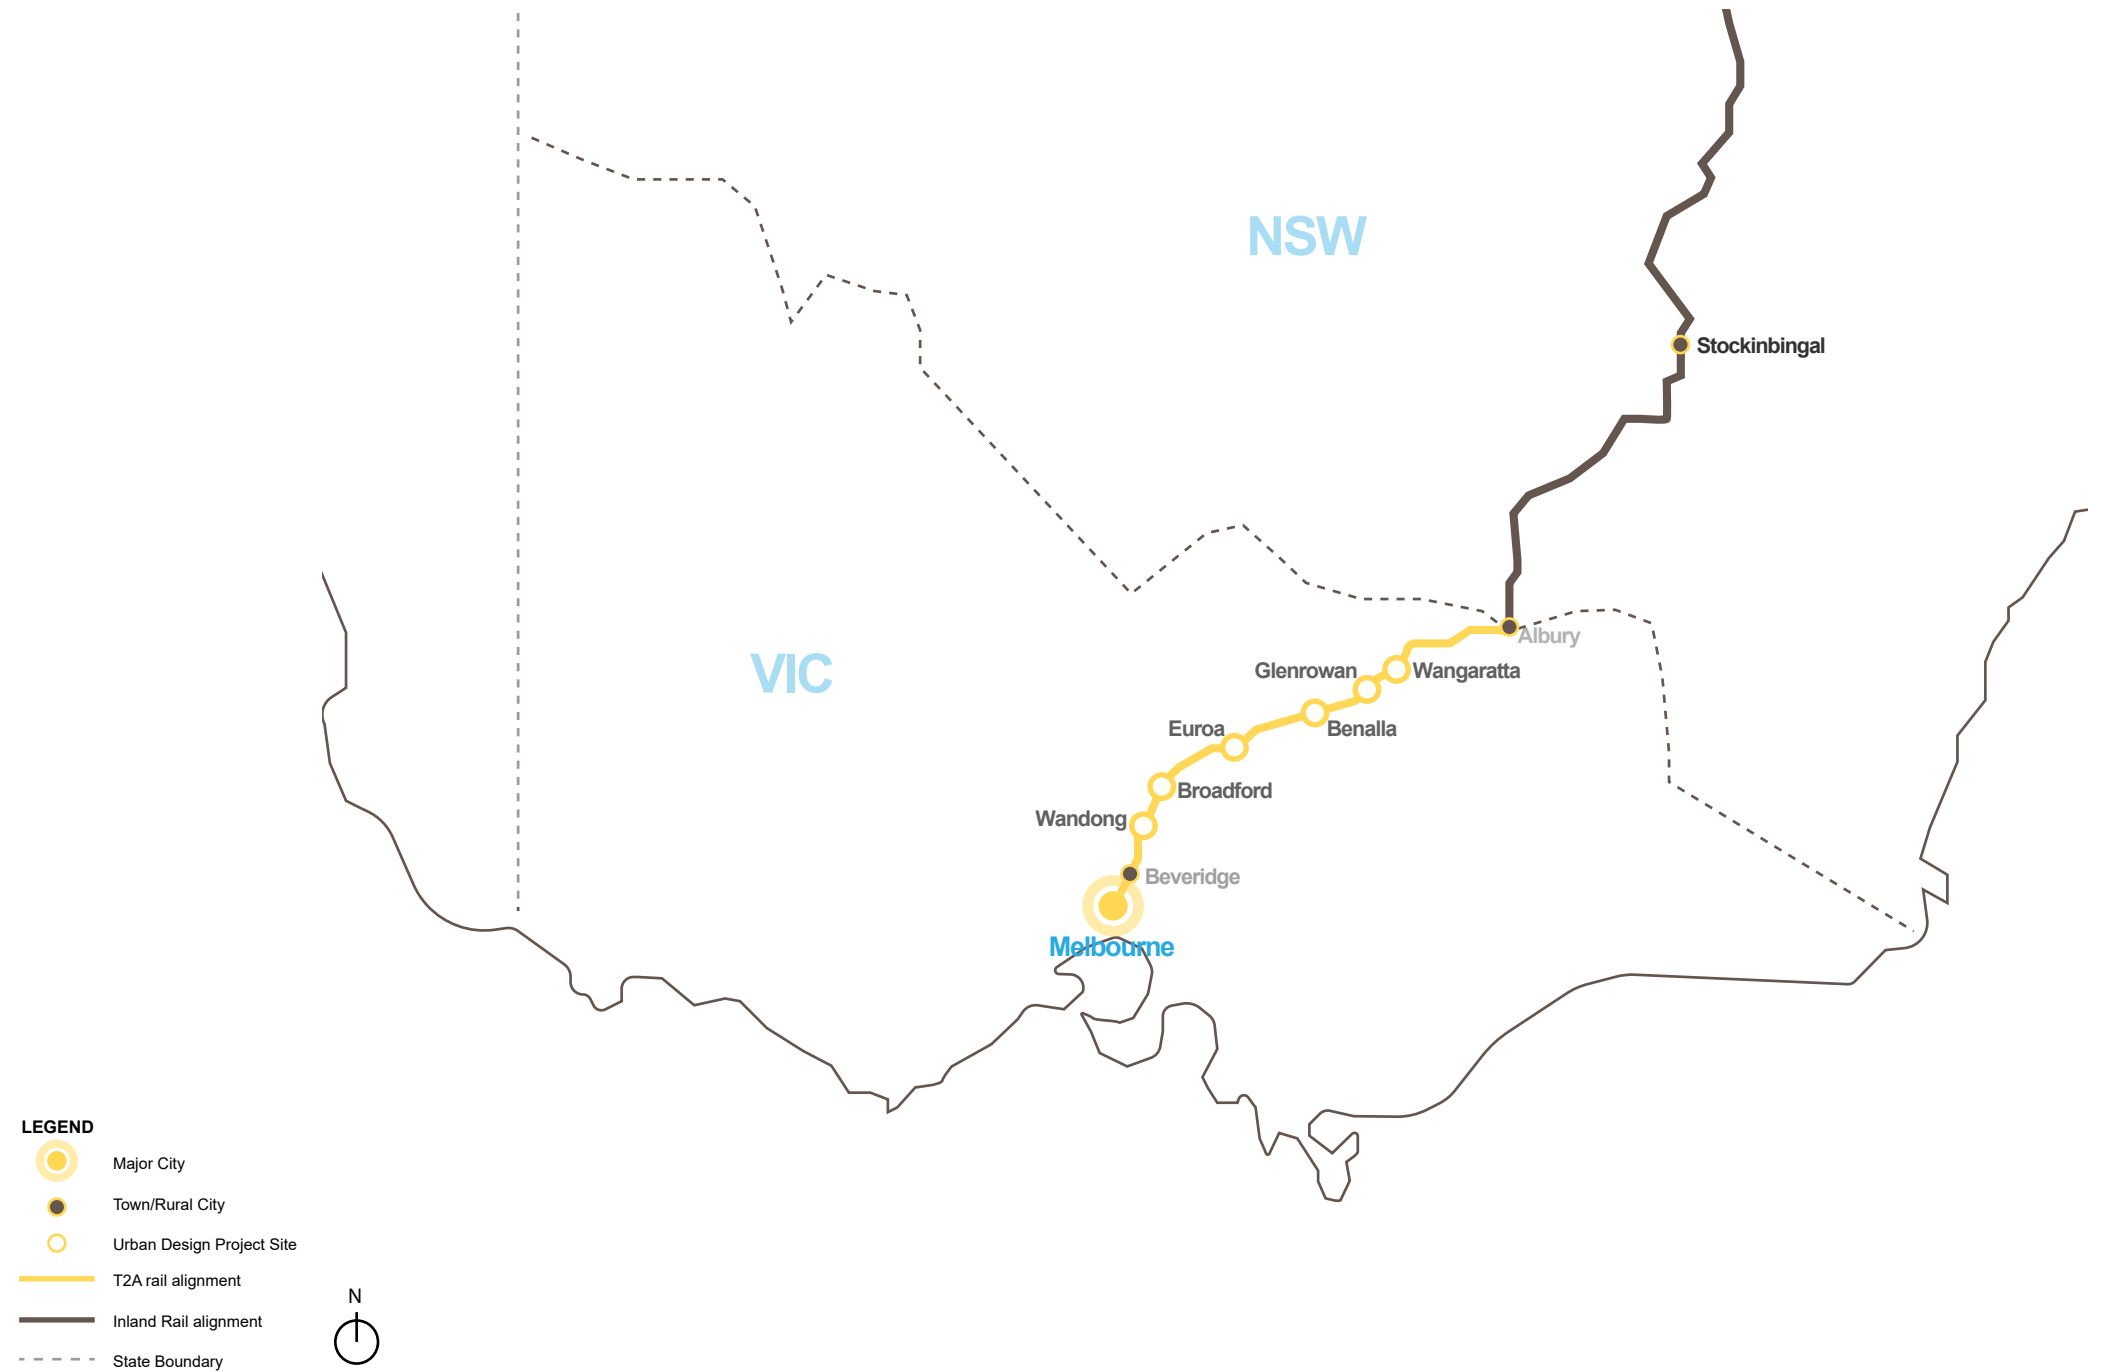 NSW
Stockinbingal
Albury
VIC
Glenrowan
Wangaratta
Euroa
Benalla
Broadford
Wandong
Beveridge
Melbourne
LEGEND
Major City
Town/Rural City
Urban Design Project Site
T2A rail alignment
Inland Rail alignment
State Boundary
N